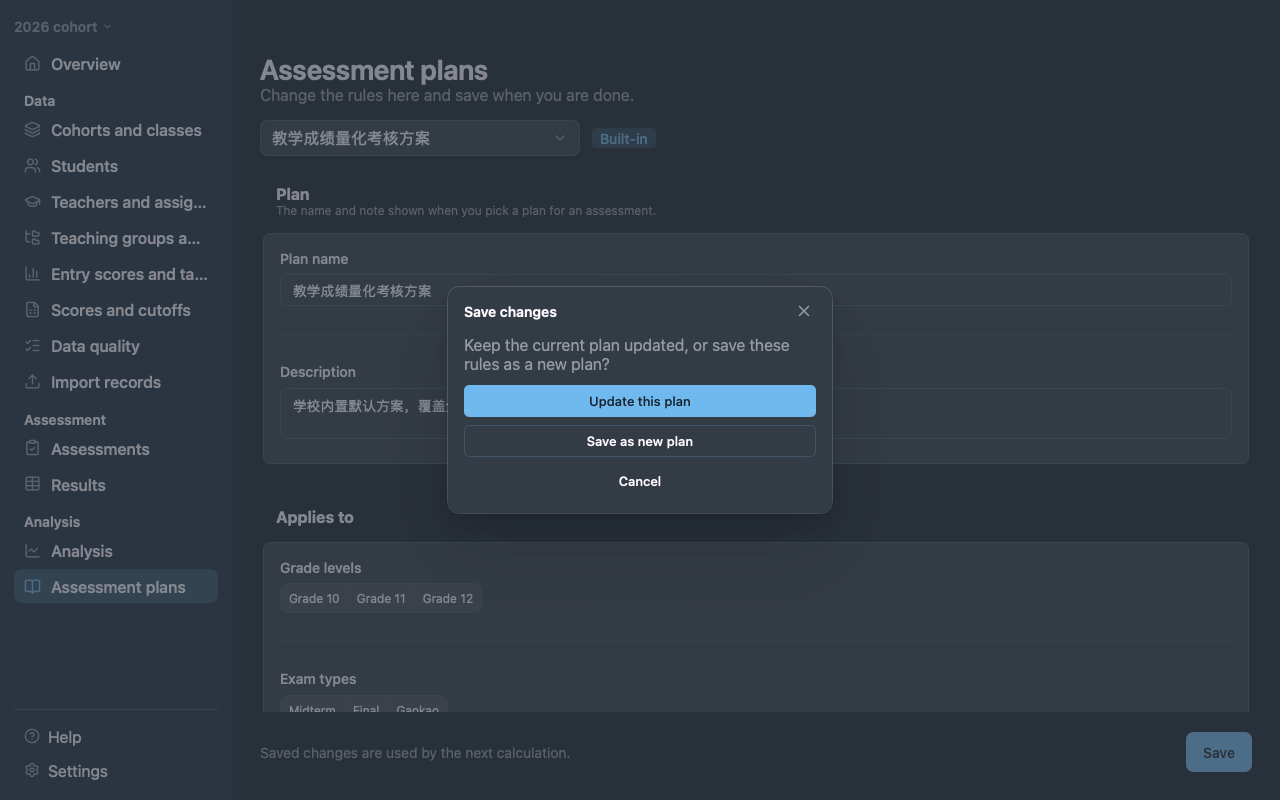 2026 cohort
Overview
Data
Cohorts and classes
Students
Teachers and assig...
Teaching groups a...
Entry scores and ta...
Scores and cutoffs
Data quality
Import records
Assessment
Assessments
Results
Analysis
Analysis
Assessment plans
Help
Settings
Assessment plans
Change the rules here and save when you are done.
教学成绩量化考核方案
Built-in
Plan
The name and note shown when you pick a plan for an assessment.
Plan name
教学成绩量化考核方案
Description
学校内置默认方案，覆盖
Save changes
Keep the current plan updated, or save these
rules as a new plan?
Update this plan
Save as new plan
Cancel
Applies to
Grade levels
Grade 10 Grade 11 Grade 12
Exam types
Midterm Final Gaokao
Saved changes are used by the next calculation.
Save